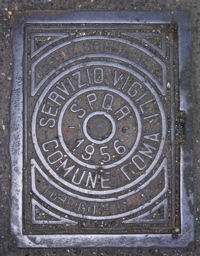 SERVIZIO VIGILI
S.P.Q.R.
1956
COMUNE ROMA